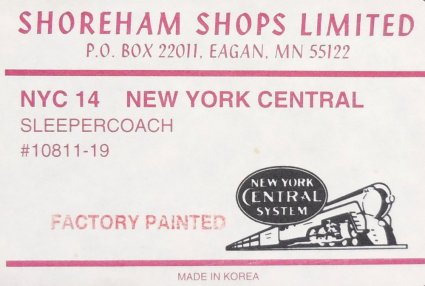 SHOREHAM SHOPS LIMITED
P.O. BOX 22011, EAGAN, MN 55122
NYC 14 NEW YORK CENTRAL
SLEEPERCOACH
#10811-19
NEW YORK
CENTRAL
SYSTEM
FACTORY PAINTED
MADE IN KOREA